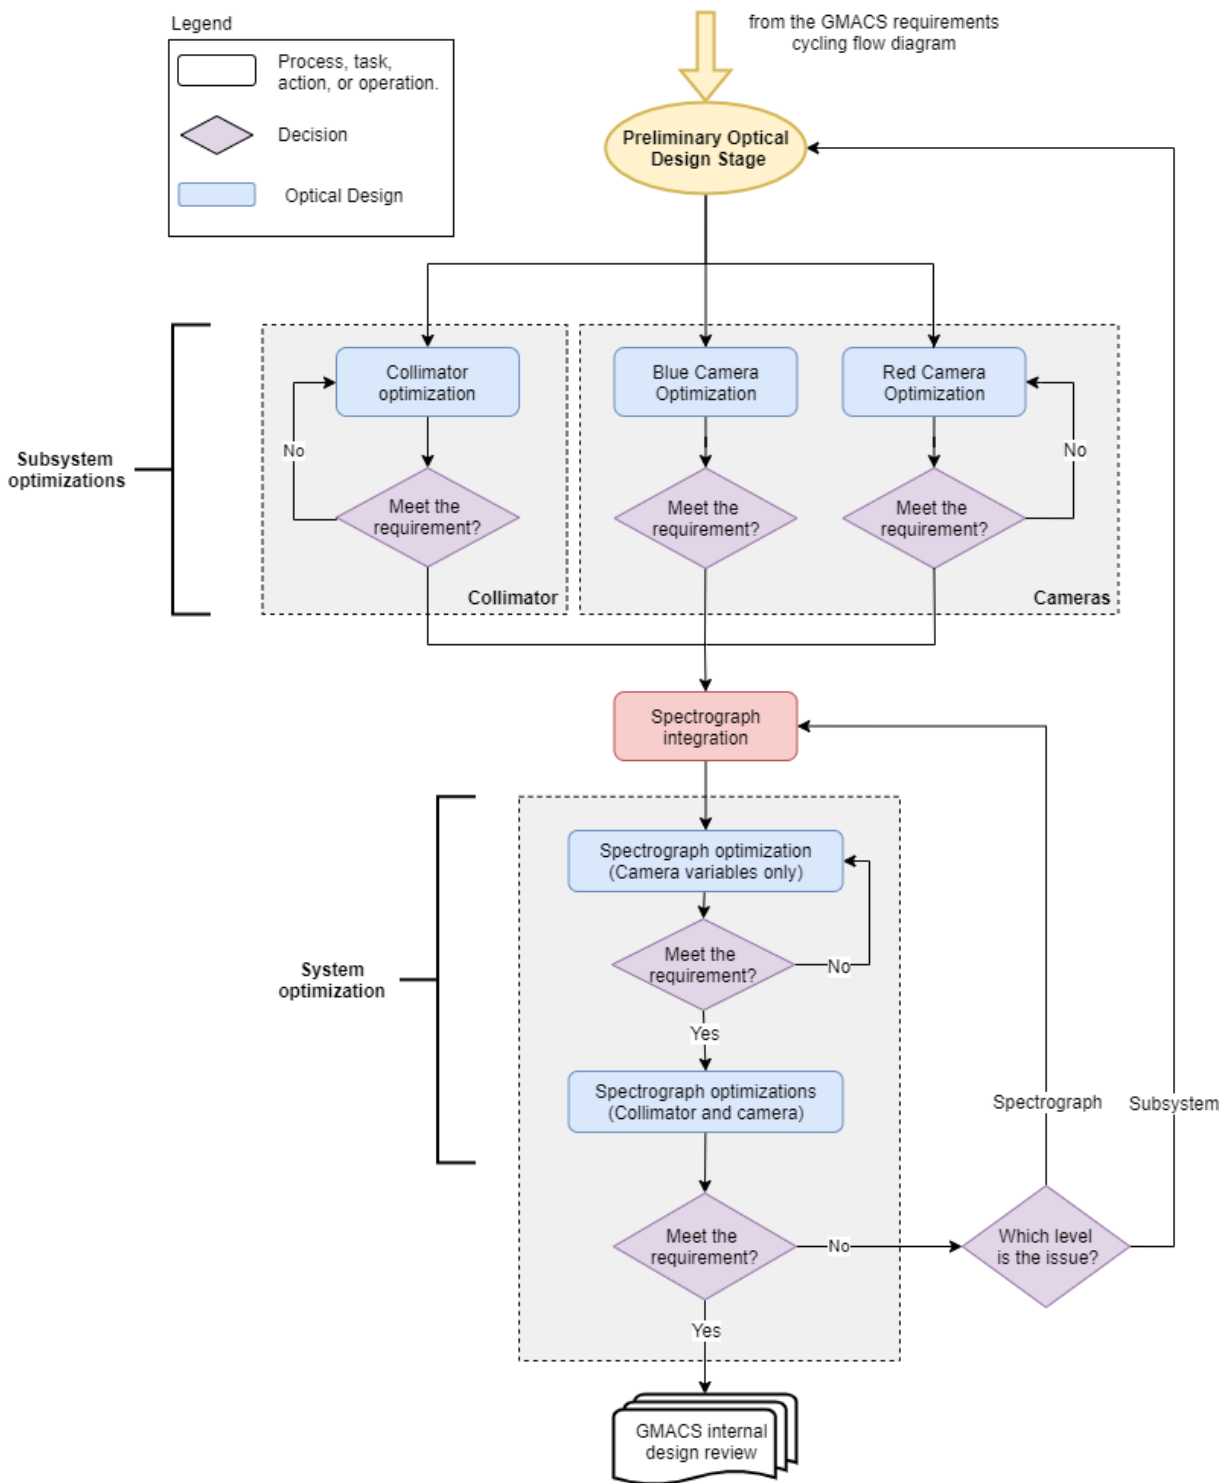 Legend
Process, task,
action, or operation.
Decision
Optical Design
from the GMACS requirements
cycling flow diagram
Preliminary Optical
Design Stage
Subsystem
optimizations
Collimator
optimization
No
Meet the
requirement?
Collimator
Blue Camera
Optimization
Meet the
requirement?
Red Camera
Optimization
No
Meet the
requirement?
Cameras
Spectrograph
integration
System
optimization
Spectrograph optimization
(Camera variables only)
Meet the
requirement?
No
Yes
Spectrograph optimizations
(Collimator and camera)
Spectrograph
Subsystem
Meet the
requirement?
No
Which level
is the issue?
Yes
GMACS internal
design review